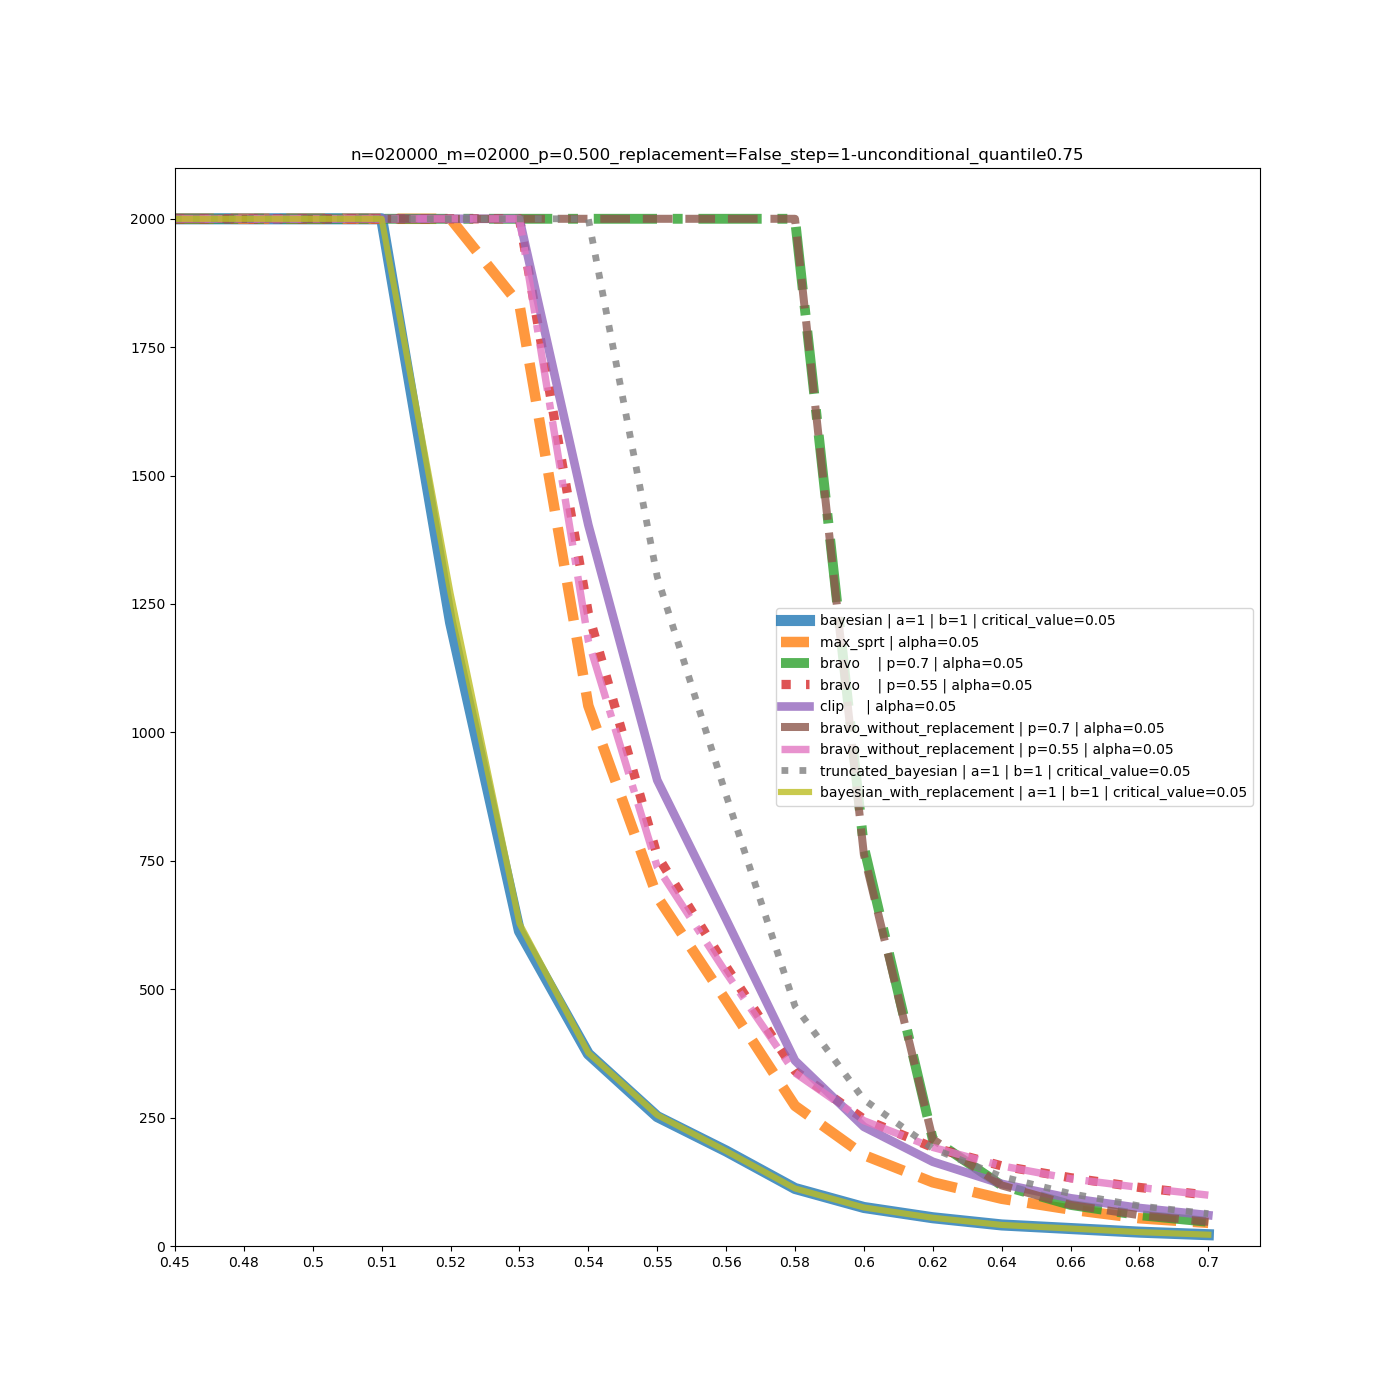 n=020000_m=02000_p=0.500_replacement=False_step=1-unconditional_quantile0.75
2000
1750
1500
1250
1000
750
500
250
0
bayesian | a=1 | b=1 | critical_value=0.05
max_sprt | alpha=0.05
bravo | p=0.7 | alpha=0.05
bravo | p=0.55 | alpha=0.05
clip | alpha=0.05
bravo_without_replacement | p=0.7 | alpha=0.05
bravo_without_replacement | p=0.55 | alpha=0.05
truncated_bayesian | a=1 | b=1 | critical_value=0.05
bayesian_with_replacement | a=1 | b=1 | critical_value=0.05
0.45 0.48 0.5 0.51 0.52 0.53 0.54 0.55 0.56 0.58 0.6 0.62 0.64 0.66 0.68 0.7